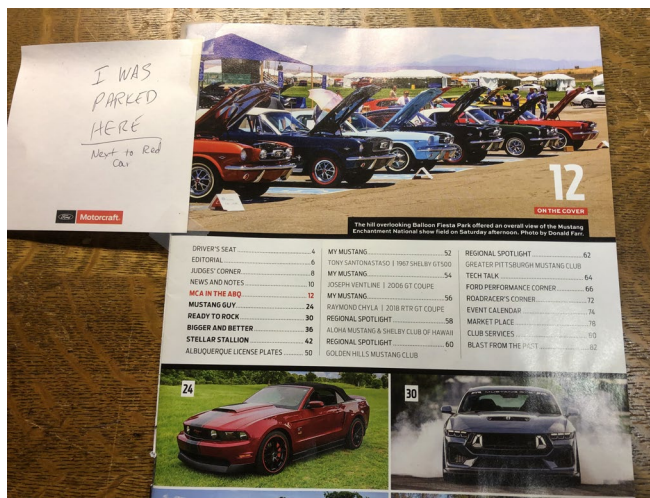 I WAS
PARKED
HERE
Next to Red
Car
Ford Motorcraft.
12
ON THE COVER
The hill overlooking Balloon Fiesta Park offered an overall view of the Mustang
Enchantment National show field on Saturday afternoon. Photo by Donald Farr.
DRIVER'S SEAT 4
EDITORIAL 6
JUDGES' CORNER 8
NEWS AND NOTES 10
MCA IN THE ABQ 12
MUSTANG GUY 24
READY TO ROCK 30
BIGGER AND BETTER 36
STELLAR STALLION 42
ALBUQUERQUE LICENSE PLATES 50
MY MUSTANG 52
TONY SANTONASTASO | 1967 SHELBY GT500
MY MUSTANG 54
JOSEPH VENTLINE | 2006 GT COUPE
MY MUSTANG 56
RAYMOND CHYLA | 2018 RTR GT COUPE
REGIONAL SPOTLIGHT 58
ALOHA MUSTANG & SHELBY CLUB OF HAWAII
REGIONAL SPOTLIGHT 60
GOLDEN HILLS MUSTANG CLUB
REGIONAL SPOTLIGHT 62
GREATER PITTSBURGH MUSTANG CLUB
TECH TALK 64
FORD PERFORMANCE CORNER 66
ROADRACER'S CORNER 72
EVENT CALENDAR 74
MARKET PLACE 78
CLUB SERVICES 80
BLAST FROM THE PAST 82
24
30